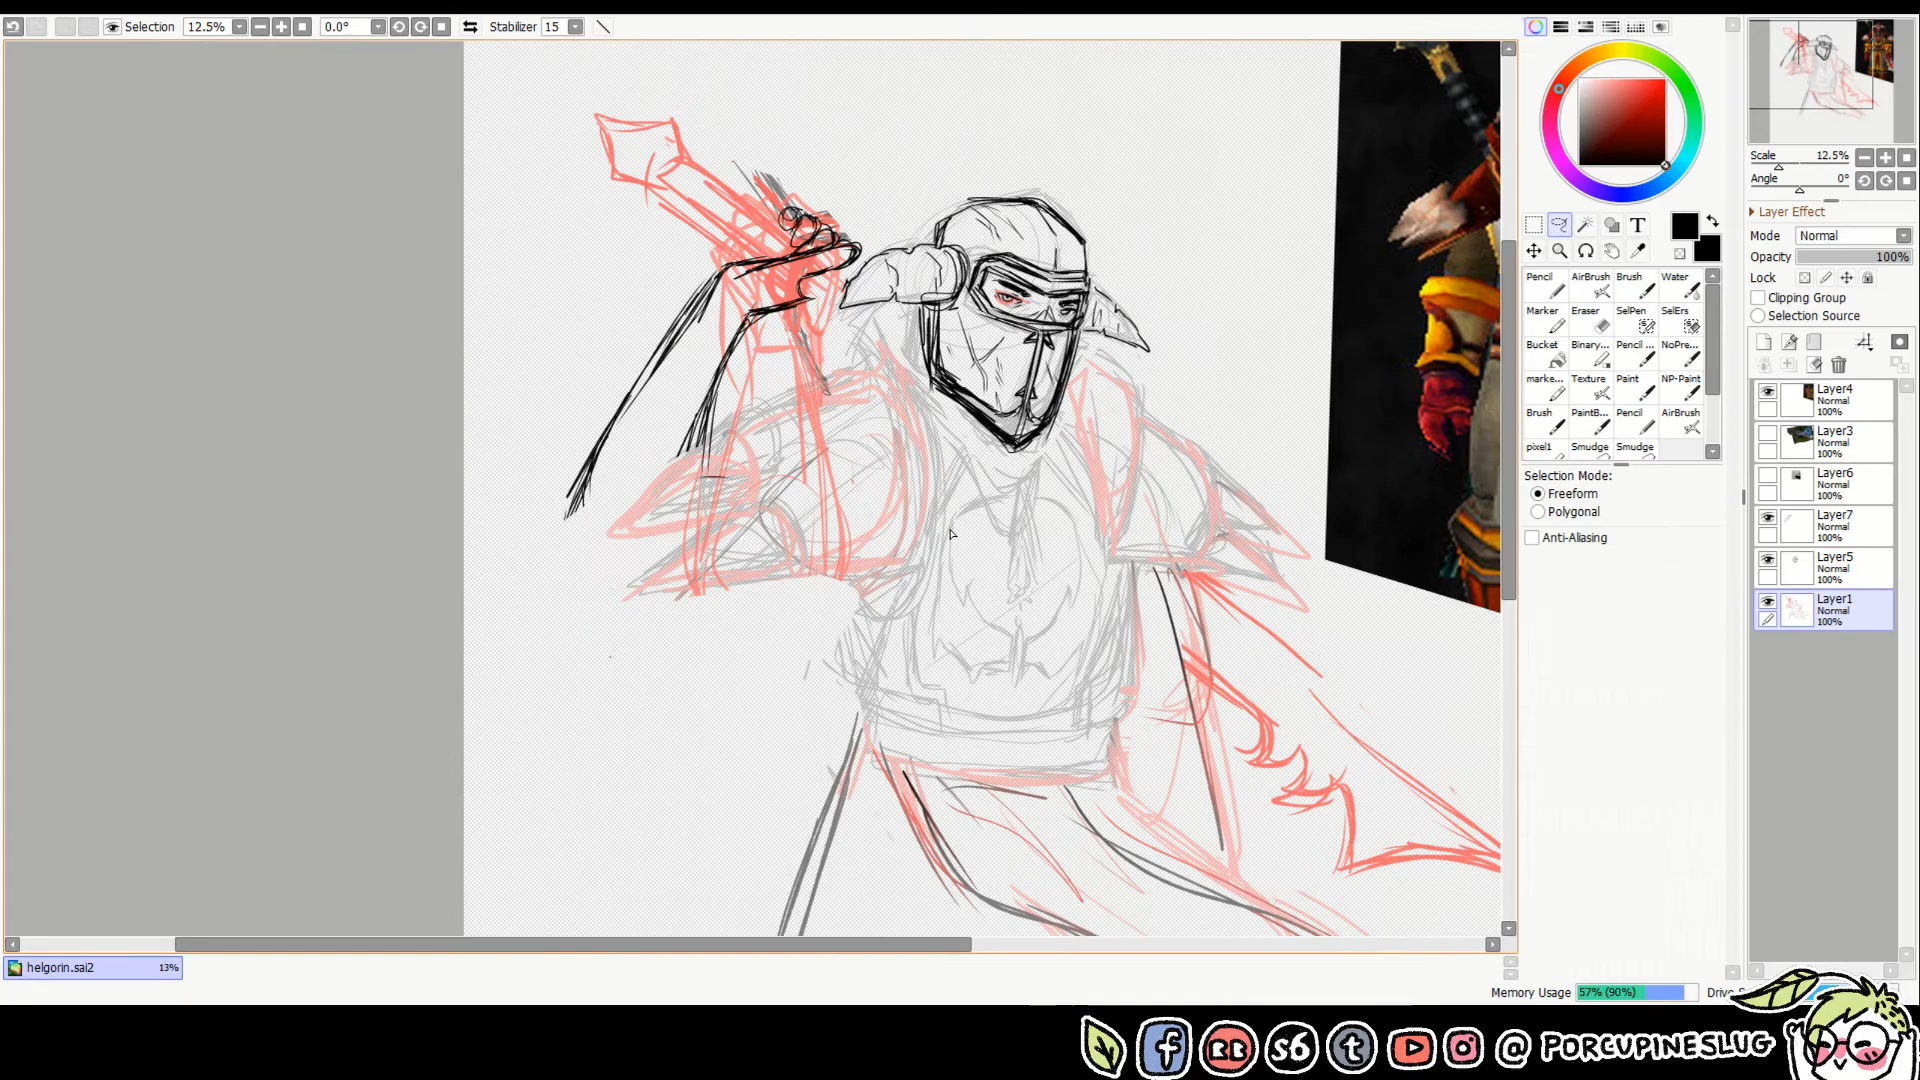 Selection 12.5% 0.0° Stabilizer 15
Scale 12.5%
Angle 0°
Layer Effect
Mode Normal
Opacity 100%
Lock
Clipping Group
Selection Source
T
Pencil AirBrush Brush Water
Marker Eraser SelPen SelErs
Bucket Binary... Pencil ... NoPre...
marke... Texture Paint NP-Paint
Brush PaintB... Pencil AirBrush
pixel1 Smudge Smudge
Selection Mode:
Freeform
Polygonal
Anti-Aliasing
Layer4
Normal
100%
Layer3
Normal
100%
Layer6
Normal
100%
Layer7
Normal
100%
Layer5
Normal
100%
Layer1
Normal
100%
helgorin.sai2 13%
Memory Usage 57% (90%)
f RB S6 t @ PORCUPINESLUG